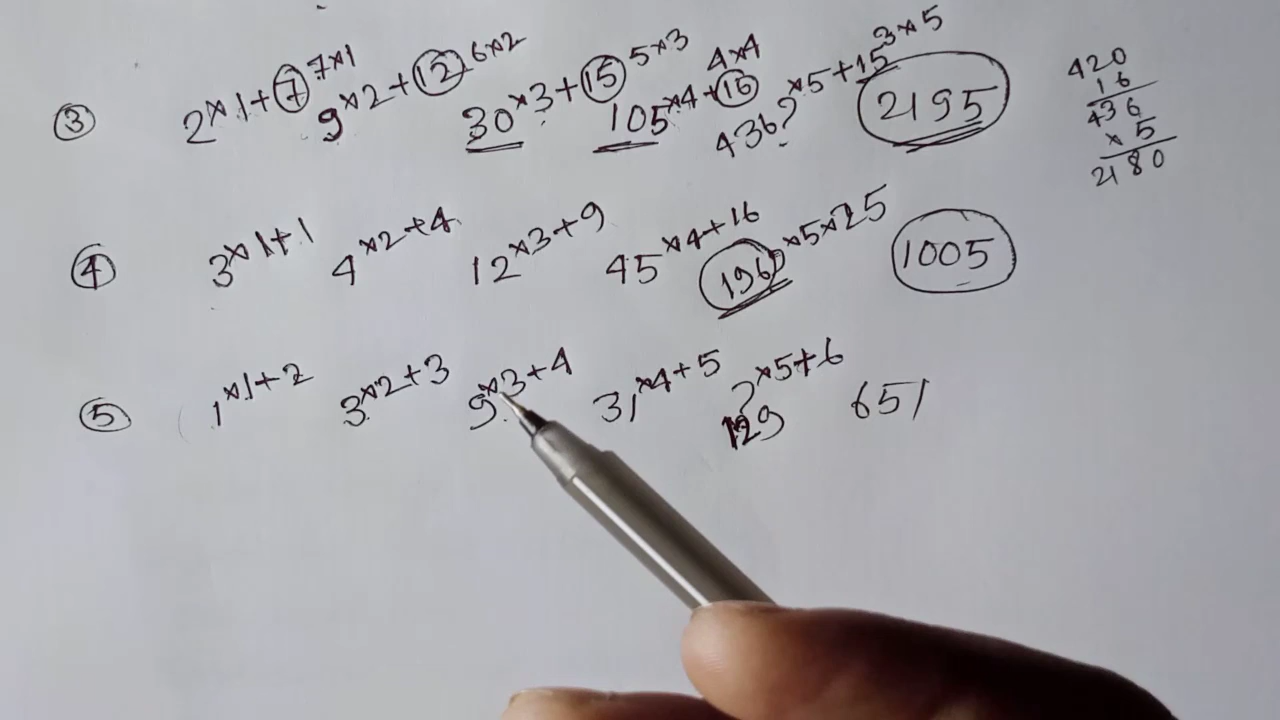 ③ 2 ×1+7 7×1 9 ×2+12 6×2 30 ×3+15 5×3 105 ×4+16 4×4 436? ×5+15 3×5 2195
420
16
436
×5
2180
④ 3 ×1+1 4 ×2+4 12 ×3+9 45 ×4+16 196? ×5×25 1005
⑤ 1 ×1+2 3 ×2+3 9 ×3+4 31 ×4+5 ? ×5+6 651
129